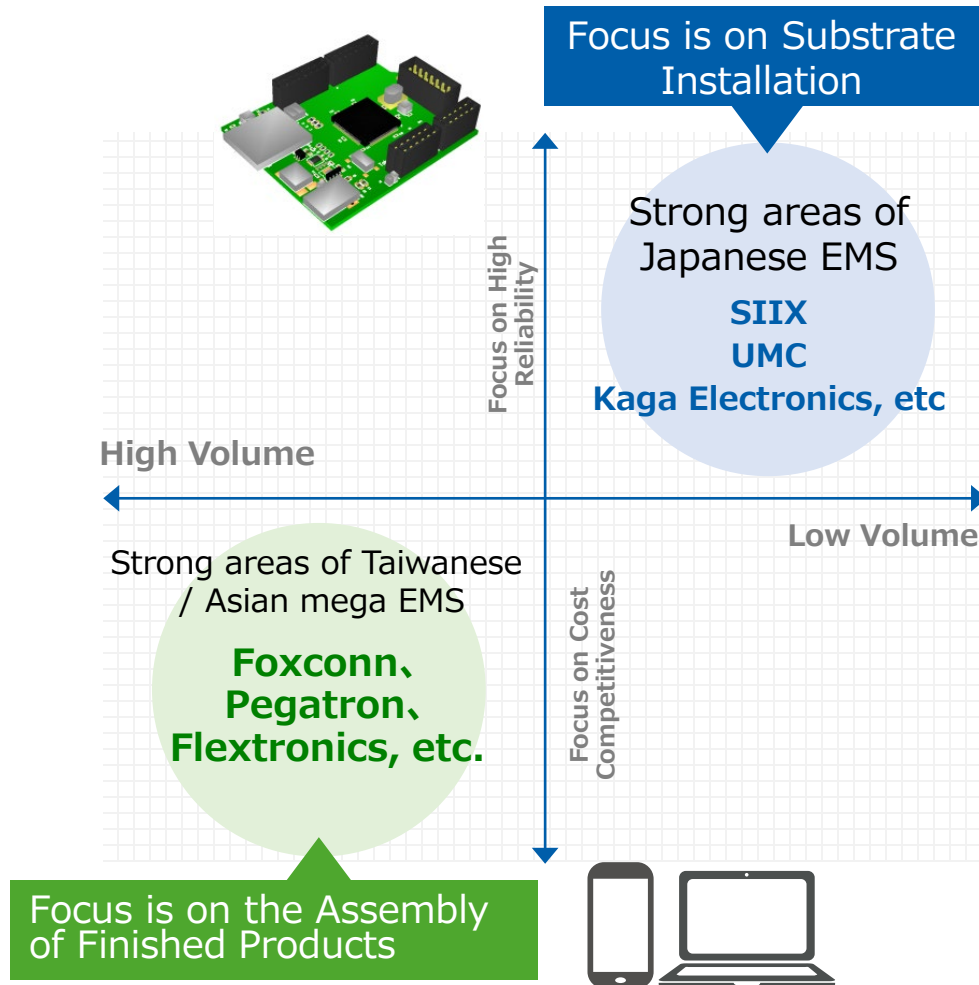 Focus is on Substrate
Installation
Strong areas of
Japanese EMS
SIIX
UMC
Kaga Electronics, etc
Focus on High
Reliability
High Volume
Low Volume
Strong areas of Taiwanese
/ Asian mega EMS
Foxconn、
Pegatron、
Flextronics, etc.
Focus on Cost
Competitiveness
Focus is on the Assembly
of Finished Products